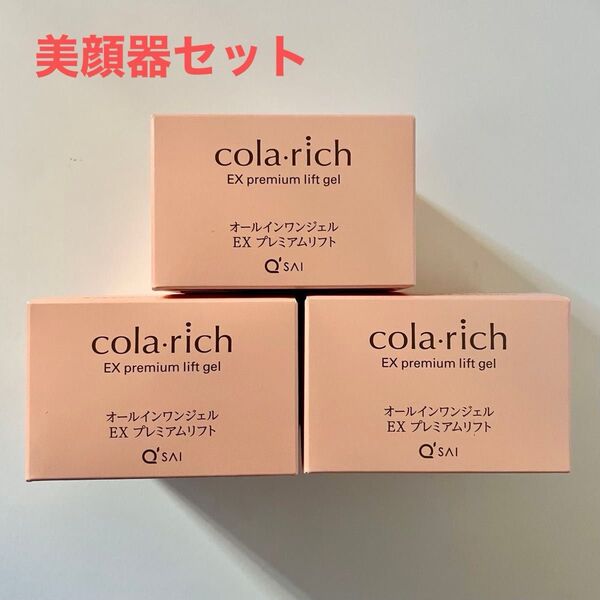 美顔器セット
cola·rich
EX premium lift gel
オールインワンジェル
EX プレミアムリフト
Q'SAI
cola·rich
EX premium lift gel
オールインワンジェル
EX プレミアムリフト
Q'SAI
cola·rich
EX premium lift gel
オールインワンジェル
EX プレミアムリフト
Q'SAI